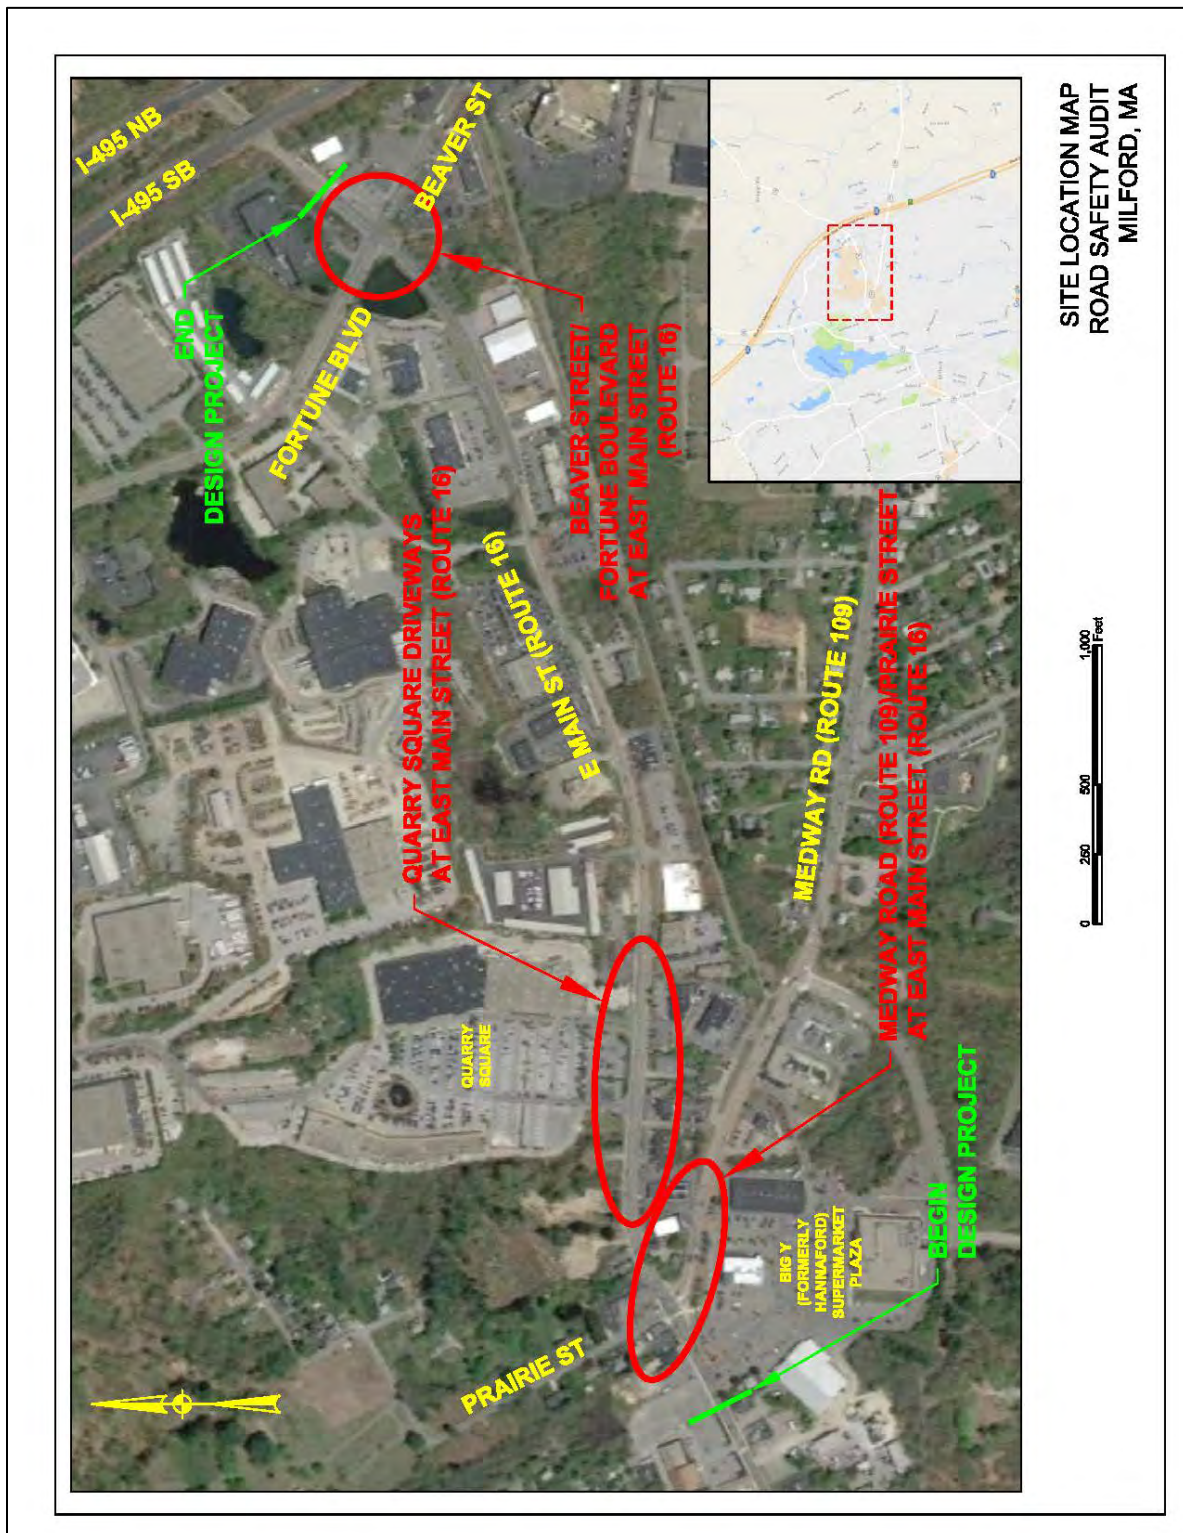 I-495 NB
I-495 SB
BEAVER ST
END
DESIGN PROJECT
FORTUNE BLVD
BEAVER STREET/
FORTUNE BOULEVARD
AT EAST MAIN STREET
(ROUTE 16)
QUARRY SQUARE DRIVEWAYS
AT EAST MAIN STREET (ROUTE 16)
E MAIN ST (ROUTE 16)
MEDWAY RD (ROUTE 109)
MEDWAY ROAD (ROUTE 109)/PRAIRIE STREET
AT EAST MAIN STREET (ROUTE 16)
QUARRY
SQUARE
BIG Y
(FORMERLY
HANNAFORD)
SUPERMARKET
PLAZA
BEGIN
DESIGN PROJECT
PRAIRIE ST
0 250 500 1,000
Feet
SITE LOCATION MAP
ROAD SAFETY AUDIT
MILFORD, MA